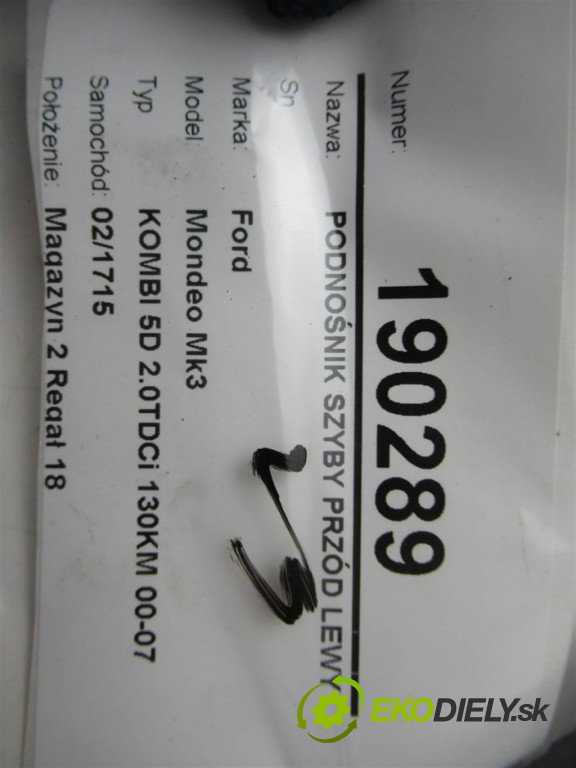 Numer: 190289
Nazwa: PODNOŚNIK SZYBY PRZÓD LEWY
Sn
Marka: Ford
Model: Mondeo Mk3
Typ KOMBI 5D 2.0TDCi 130KM 00-07
Samochód: 02/1715
Położenie: Magazyn 2 Regał 18
EKODIELY.sk